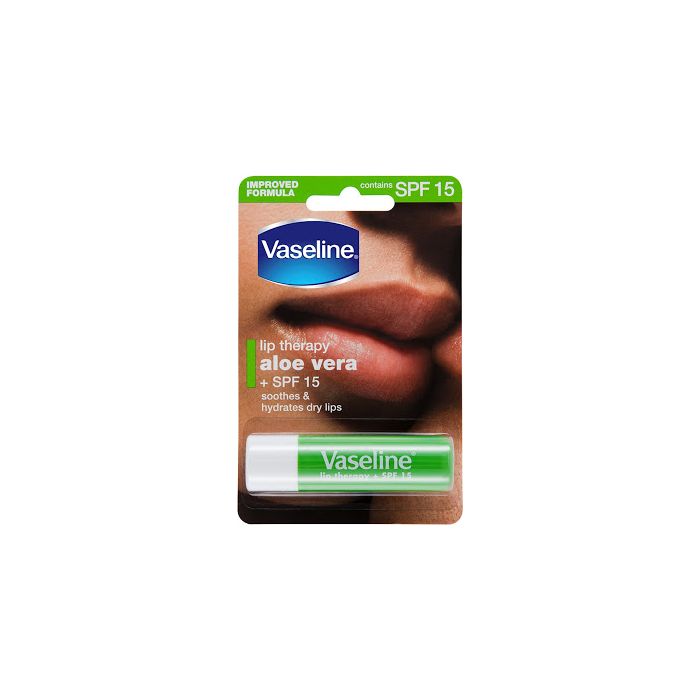 IMPROVED
FORMULA
contains SPF 15
Vaseline®
lip therapy
aloe vera
+ SPF 15
soothes &
hydrates dry lips
Vaseline®
lip therapy + SPF 15